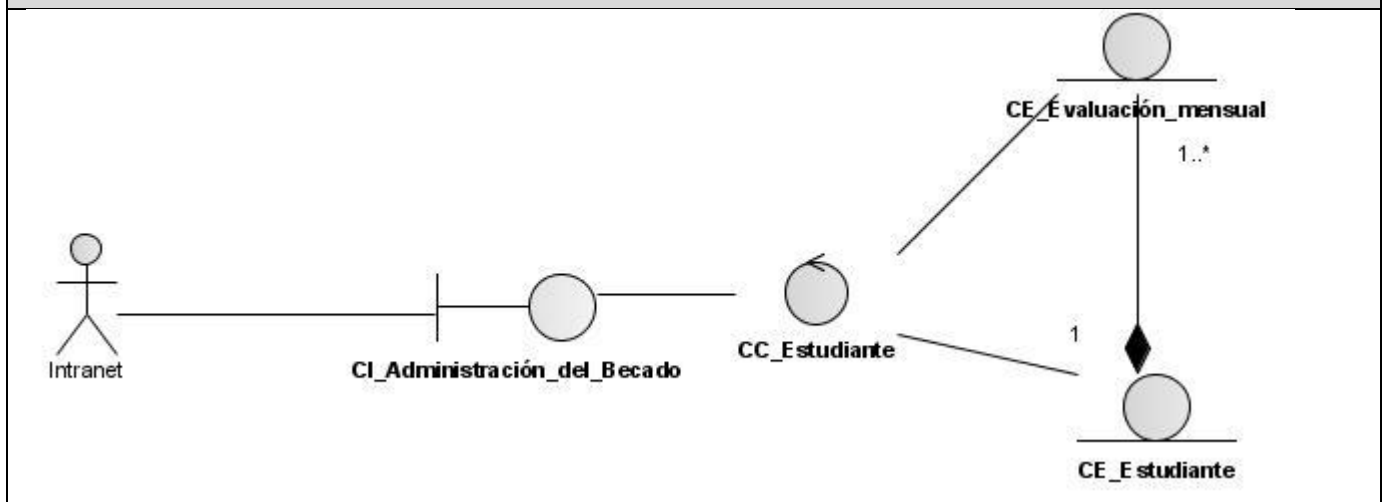 CE_Evaluación_mensual
1..*
Intranet
CI_Administración_del_Becado
CC_Estudiante
1
CE_Estudiante